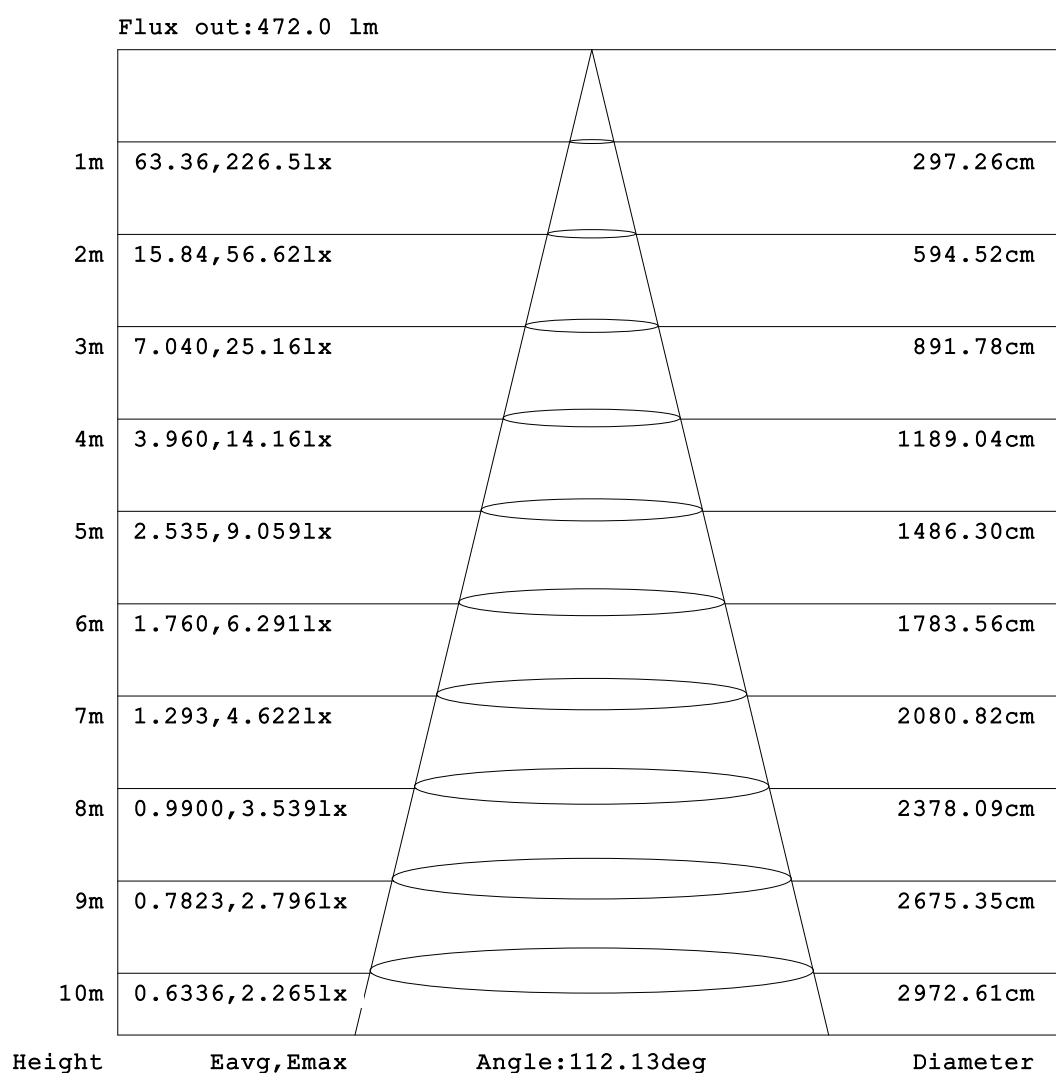 Flux out:472.0 lm
1m 63.36,226.5lx 297.26cm
2m 15.84,56.62lx 594.52cm
3m 7.040,25.16lx 891.78cm
4m 3.960,14.16lx 1189.04cm
5m 2.535,9.059lx 1486.30cm
6m 1.760,6.291lx 1783.56cm
7m 1.293,4.622lx 2080.82cm
8m 0.9900,3.539lx 2378.09cm
9m 0.7823,2.796lx 2675.35cm
10m 0.6336,2.265lx 2972.61cm
Height Eavg,Emax Angle:112.13deg Diameter